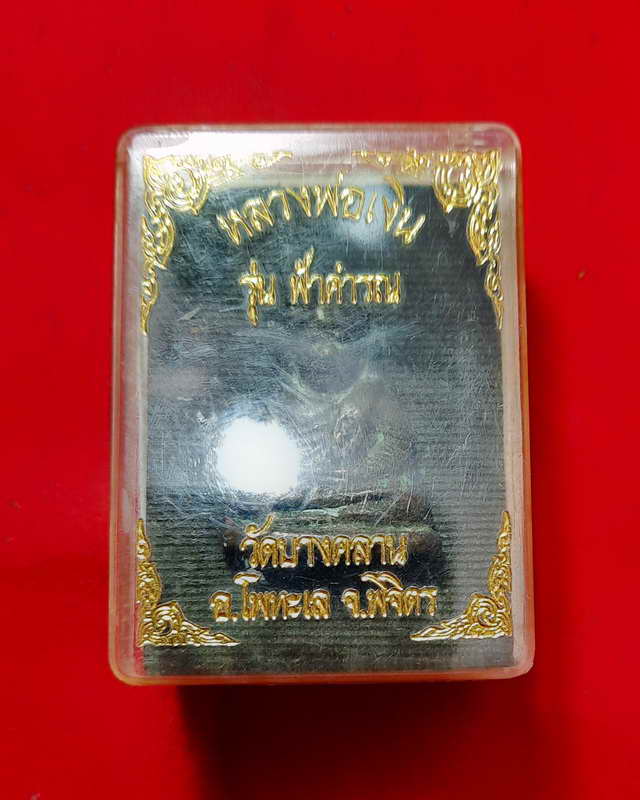 หลวงพ่อเงิน
รุ่น ฟ้าคำรณ
วัดบางคลาน
อ.โพทะเล จ.พิจิตร